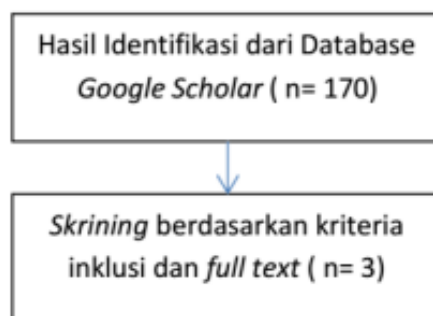 Hasil Identifikasi dari Database
Google Scholar ( n= 170)
Skrining berdasarkan kriteria
inklusi dan full text ( n= 3)